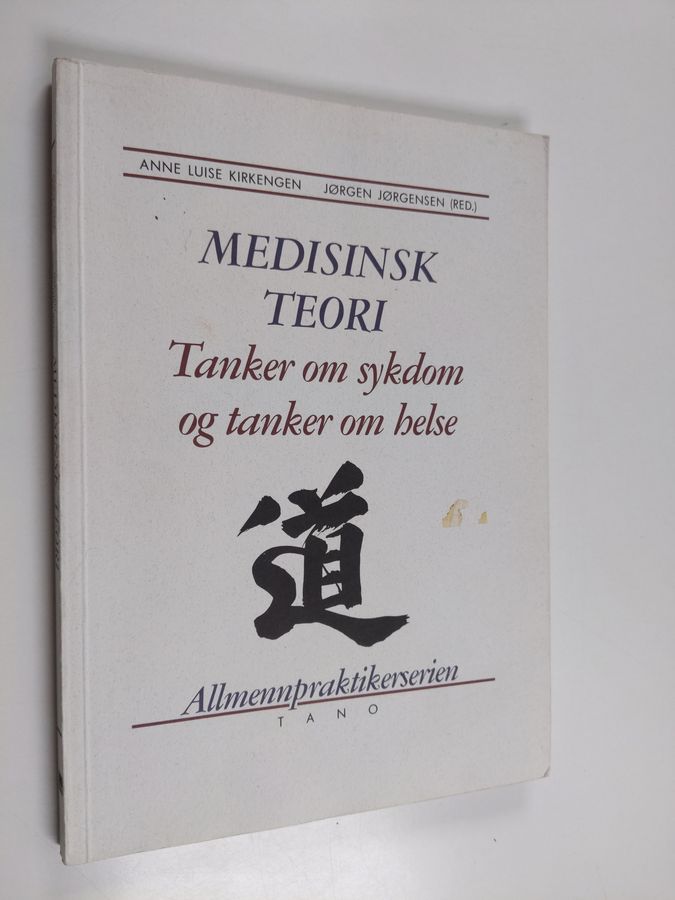 ANNE LUISE KIRKENGEN JØRGEN JØRGENSEN (RED.)
MEDISINSK
TEORI
Tanker om sykdom
og tanker om helse
道
Allmennpraktikerserien
TANO